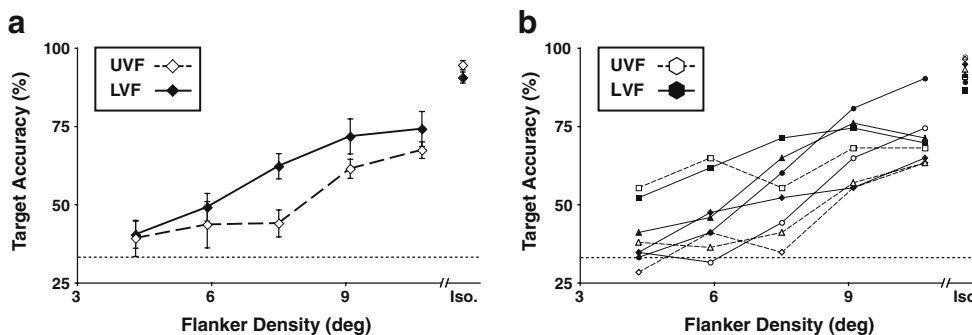 a
Target Accuracy (%)
100
75
50
25
UVF
LVF
3
6
9
Iso.
Flanker Density (deg)
b
Target Accuracy (%)
100
75
50
25
UVF
LVF
3
6
9
Iso.
Flanker Density (deg)